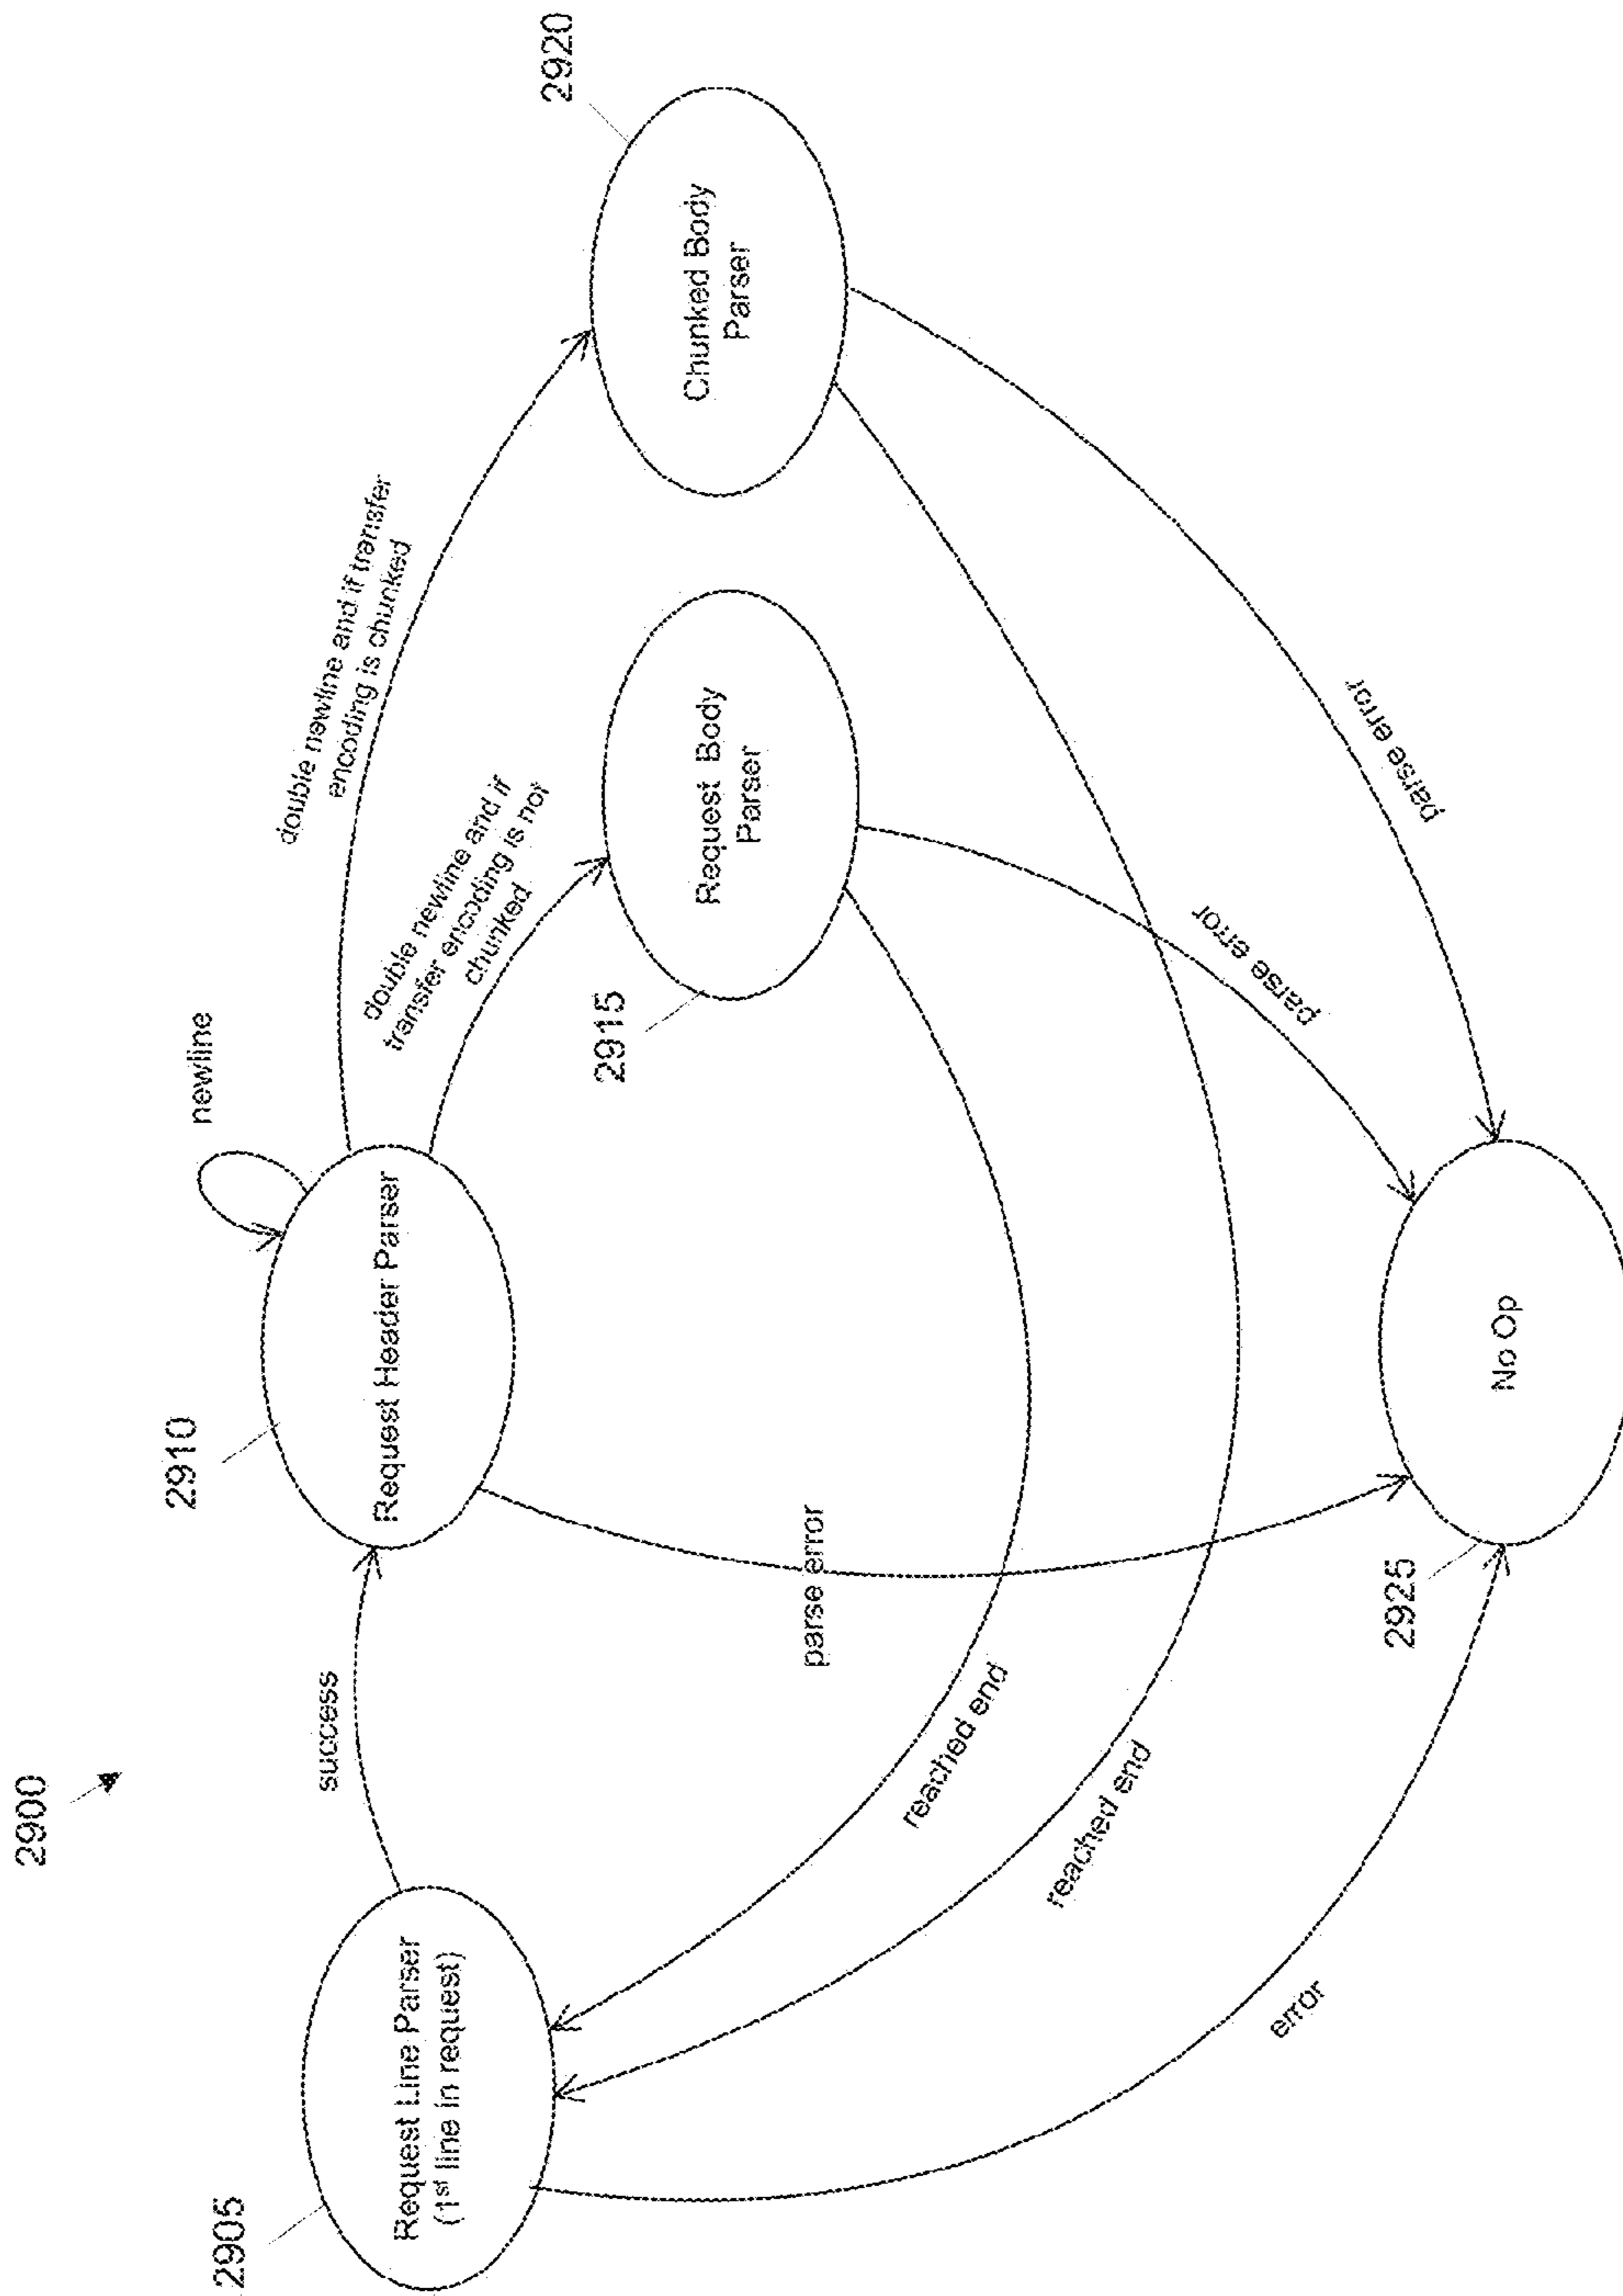 2900
2905
Request Line Parser
(1st line in request)
success
2910
Request Header Parser
newline
double newline and if transfer
encoding is chunked
double newline and if
transfer encoding is not
chunked
2915
Request Body
Parser
2920
Chunked Body
Parser
parse error
reached end
reached end
parse error
parse error
error
2925
No Op